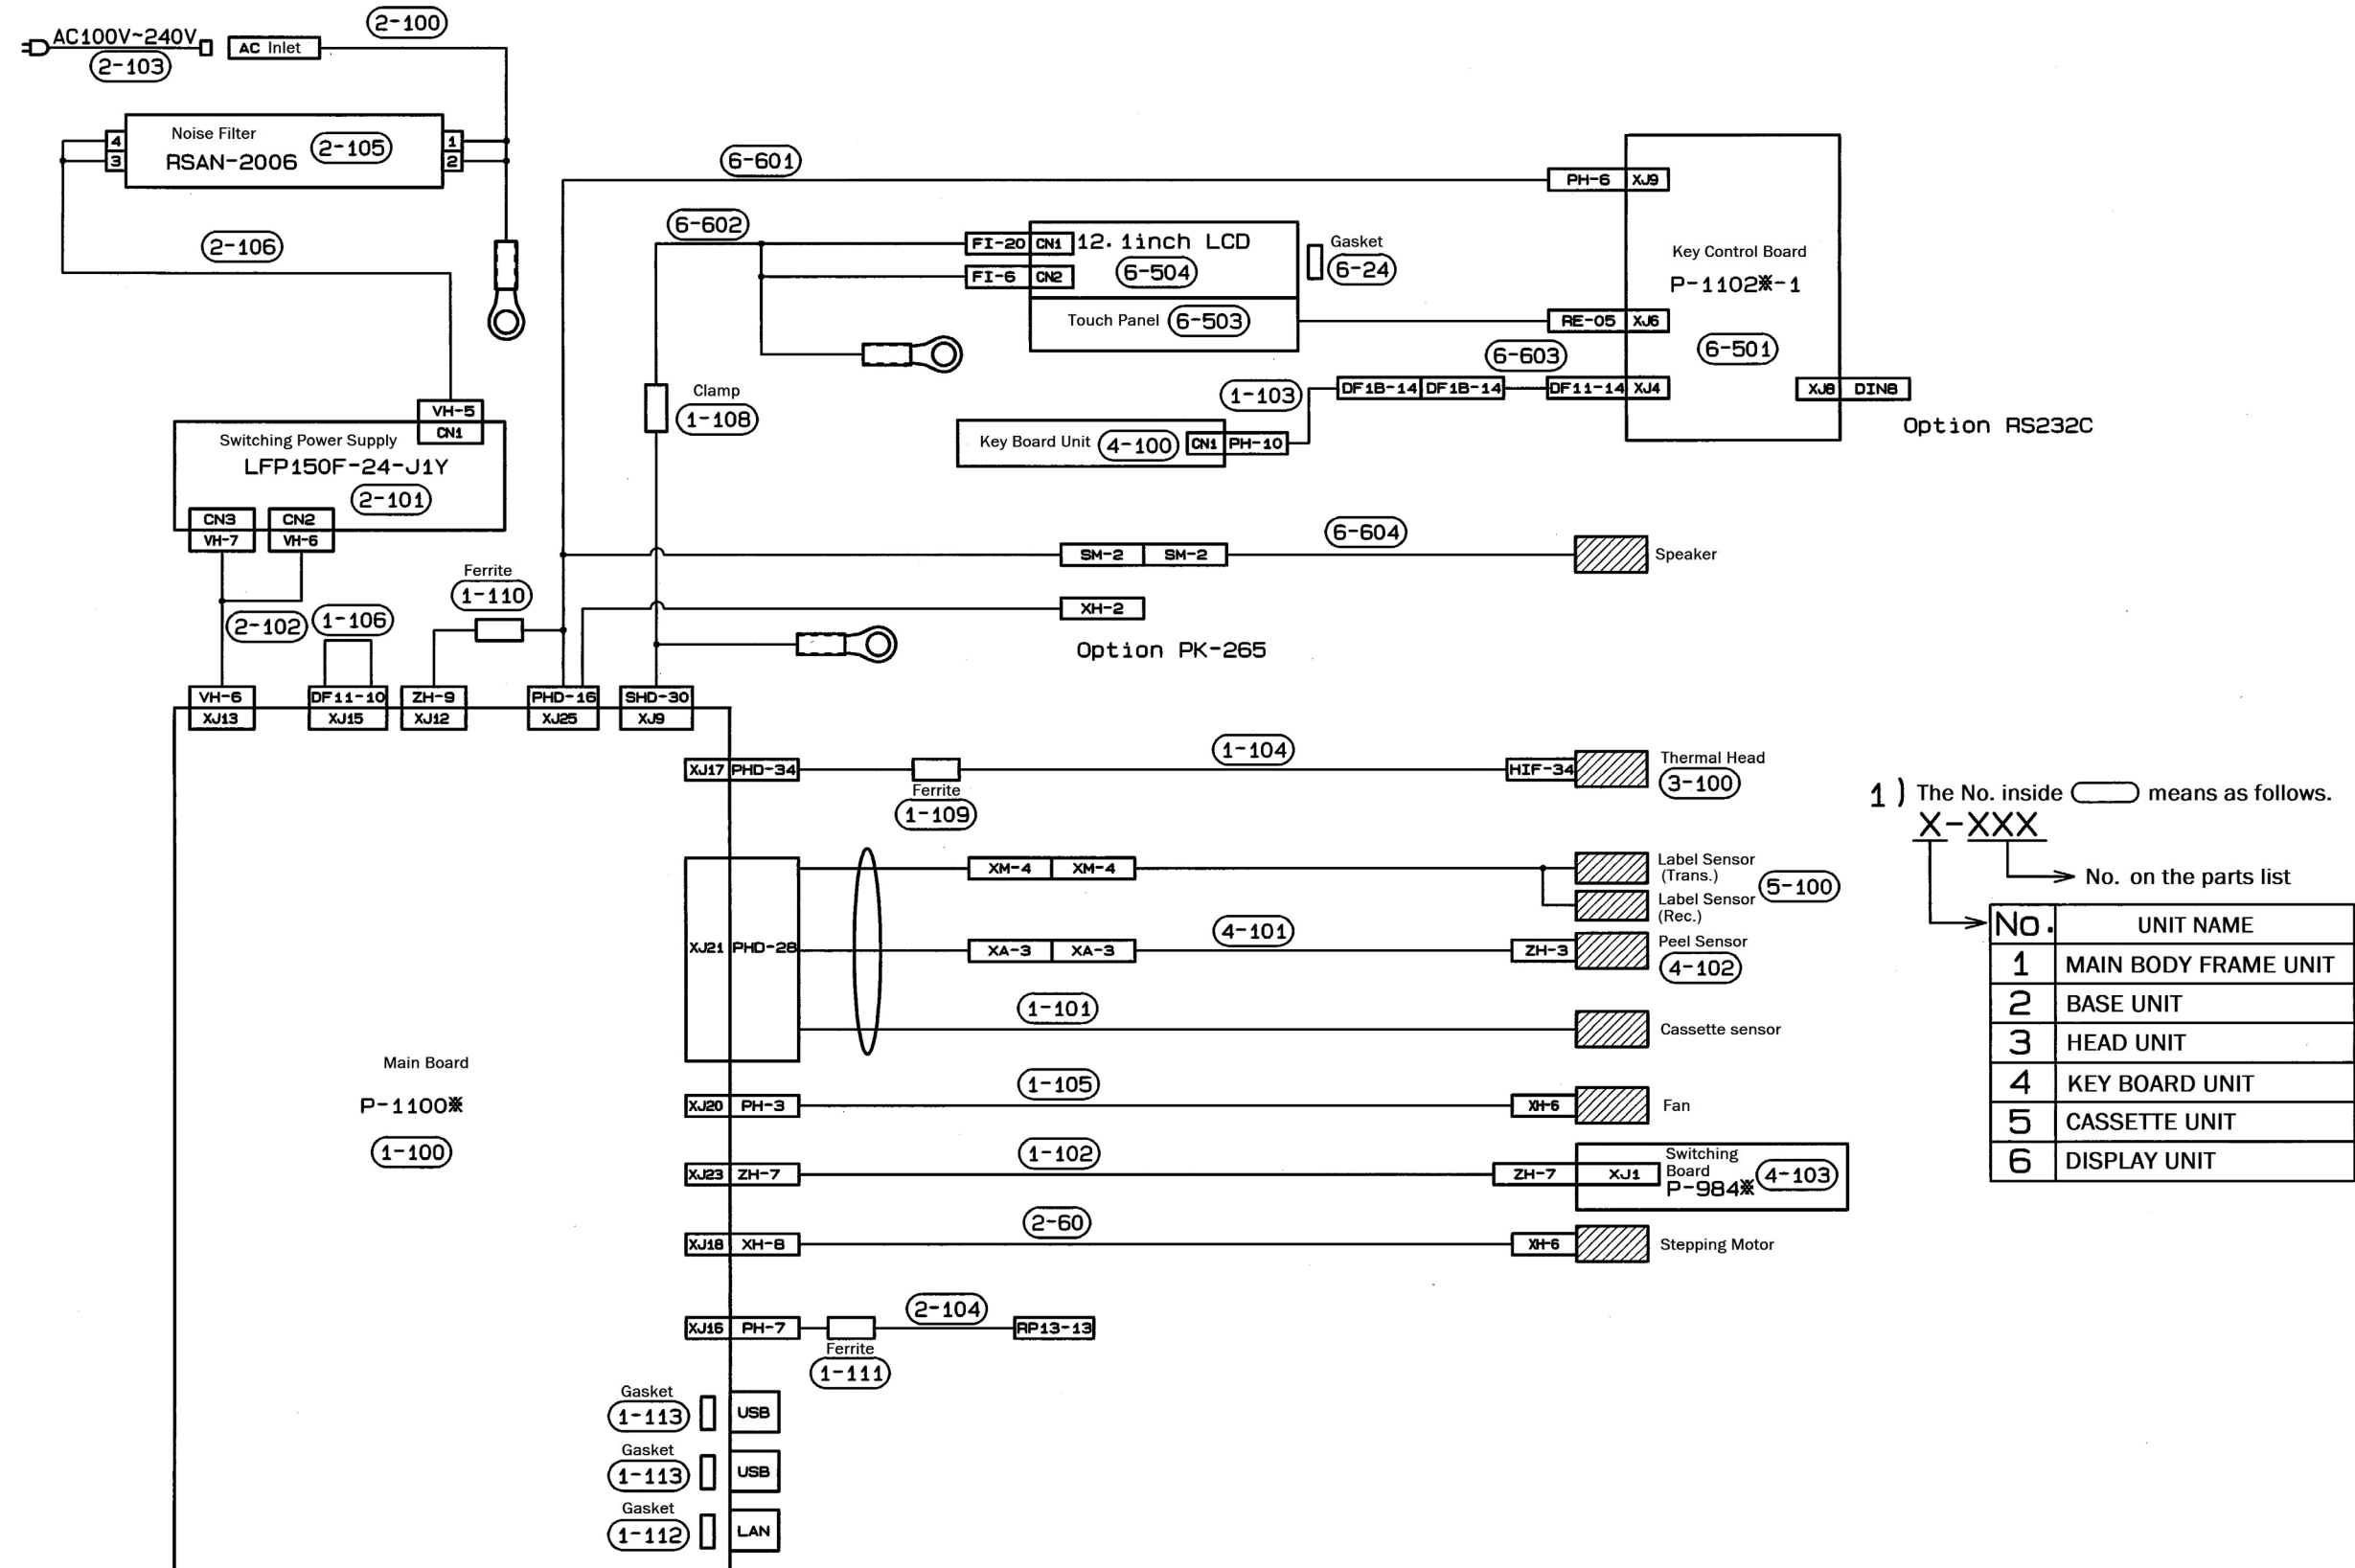 2-100
AC100V~240V
AC Inlet
2-103
Noise Filter
RSAN-2006
2-105
4
3
1
2
2-106
VH-5
CN1
Switching Power Supply
LFP150F-24-J1Y
2-101
CN3
VH-7
CN2
VH-6
2-102
1-106
Ferrite
1-110
6-601
PH-6 XJ9
6-602
FI-20 CN1
12.1inch LCD
6-504
FI-6 CN2
Gasket
6-24
Touch Panel 6-503
RE-05 XJ6
Key Control Board
P-1102※-1
6-501
6-603
1-103
DF1B-14 DF1B-14
DF11-14 XJ4
XJ8 DIN8
Option RS232C
Clamp
1-108
Key Board Unit 4-100 CN1 PH-10
6-604
SM-2 SM-2
Speaker
XH-2
Option PK-265
VH-6
XJ13
DF11-10
XJ15
ZH-9
XJ12
PHD-16
XJ25
SHD-30
XJ9
Main Board
P-1100※
1-100
XJ17 PHD-34
Ferrite
1-109
1-104
HIF-34
Thermal Head
3-100
XJ21 PHD-28
XM-4 XM-4
Label Sensor
(Trans.)
Label Sensor
(Rec.)
5-100
XA-3 XA-3
4-101
ZH-3
Peel Sensor
4-102
1-101
Cassette sensor
XJ20 PH-3
1-105
XH-6
Fan
XJ23 ZH-7
1-102
ZH-7 XJ1
Switching
Board
P-984※
4-103
XJ18 XH-8
2-60
XH-6
Stepping Motor
XJ16 PH-7
Ferrite
1-111
2-104
RP13-13
Gasket
1-113
USB
Gasket
1-113
USB
Gasket
1-112
LAN
1) The No. inside means as follows.
X-XXX
No. on the parts list
No. UNIT NAME
1 MAIN BODY FRAME UNIT
2 BASE UNIT
3 HEAD UNIT
4 KEY BOARD UNIT
5 CASSETTE UNIT
6 DISPLAY UNIT